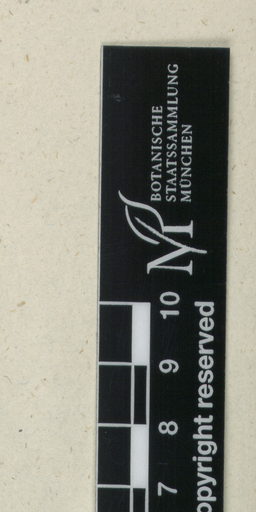 BOTANISCHE
STAATSSAMMLUNG
MÜNCHEN
M
7 8 9 10
opyright reserved